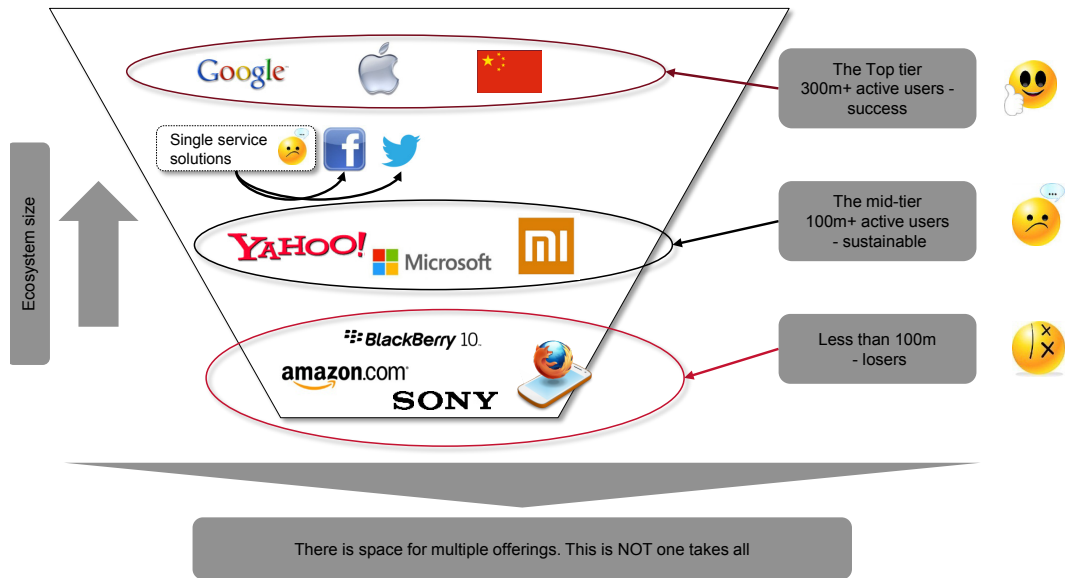 Google
The Top tier
300m+ active users -
success
Single service
solutions
...
f
Ecosystem size
The mid-tier
100m+ active users
- sustainable
...
YAHOO!
Microsoft
mi
BlackBerry 10
Less than 100m
- losers
amazon.com
SONY
There is space for multiple offerings. This is NOT one takes all